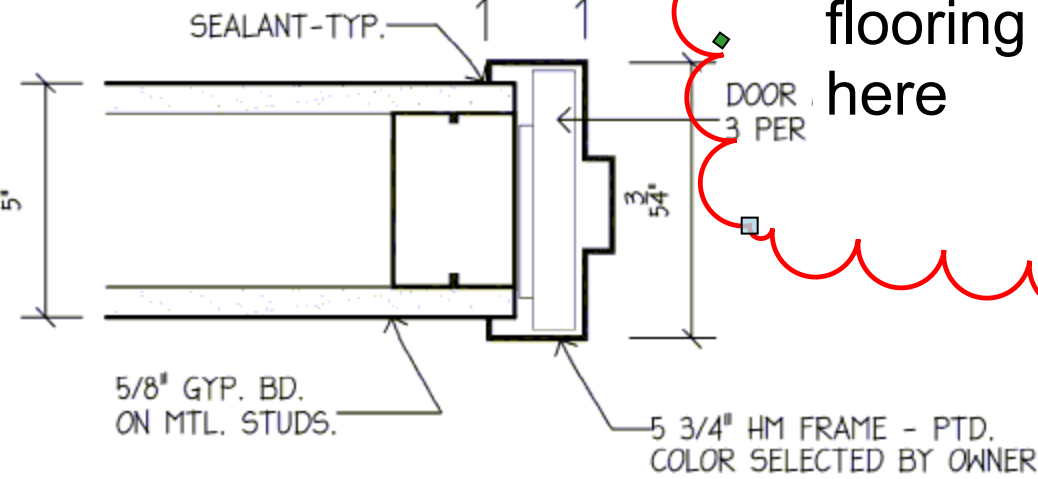 SEALANT-TYP.
flooring
here
DOOR
3 PER
5"
5 3/4"
5/8" GYP. BD.
ON MTL. STUDS.
5 3/4" HM FRAME - PTD.
COLOR SELECTED BY OWNER